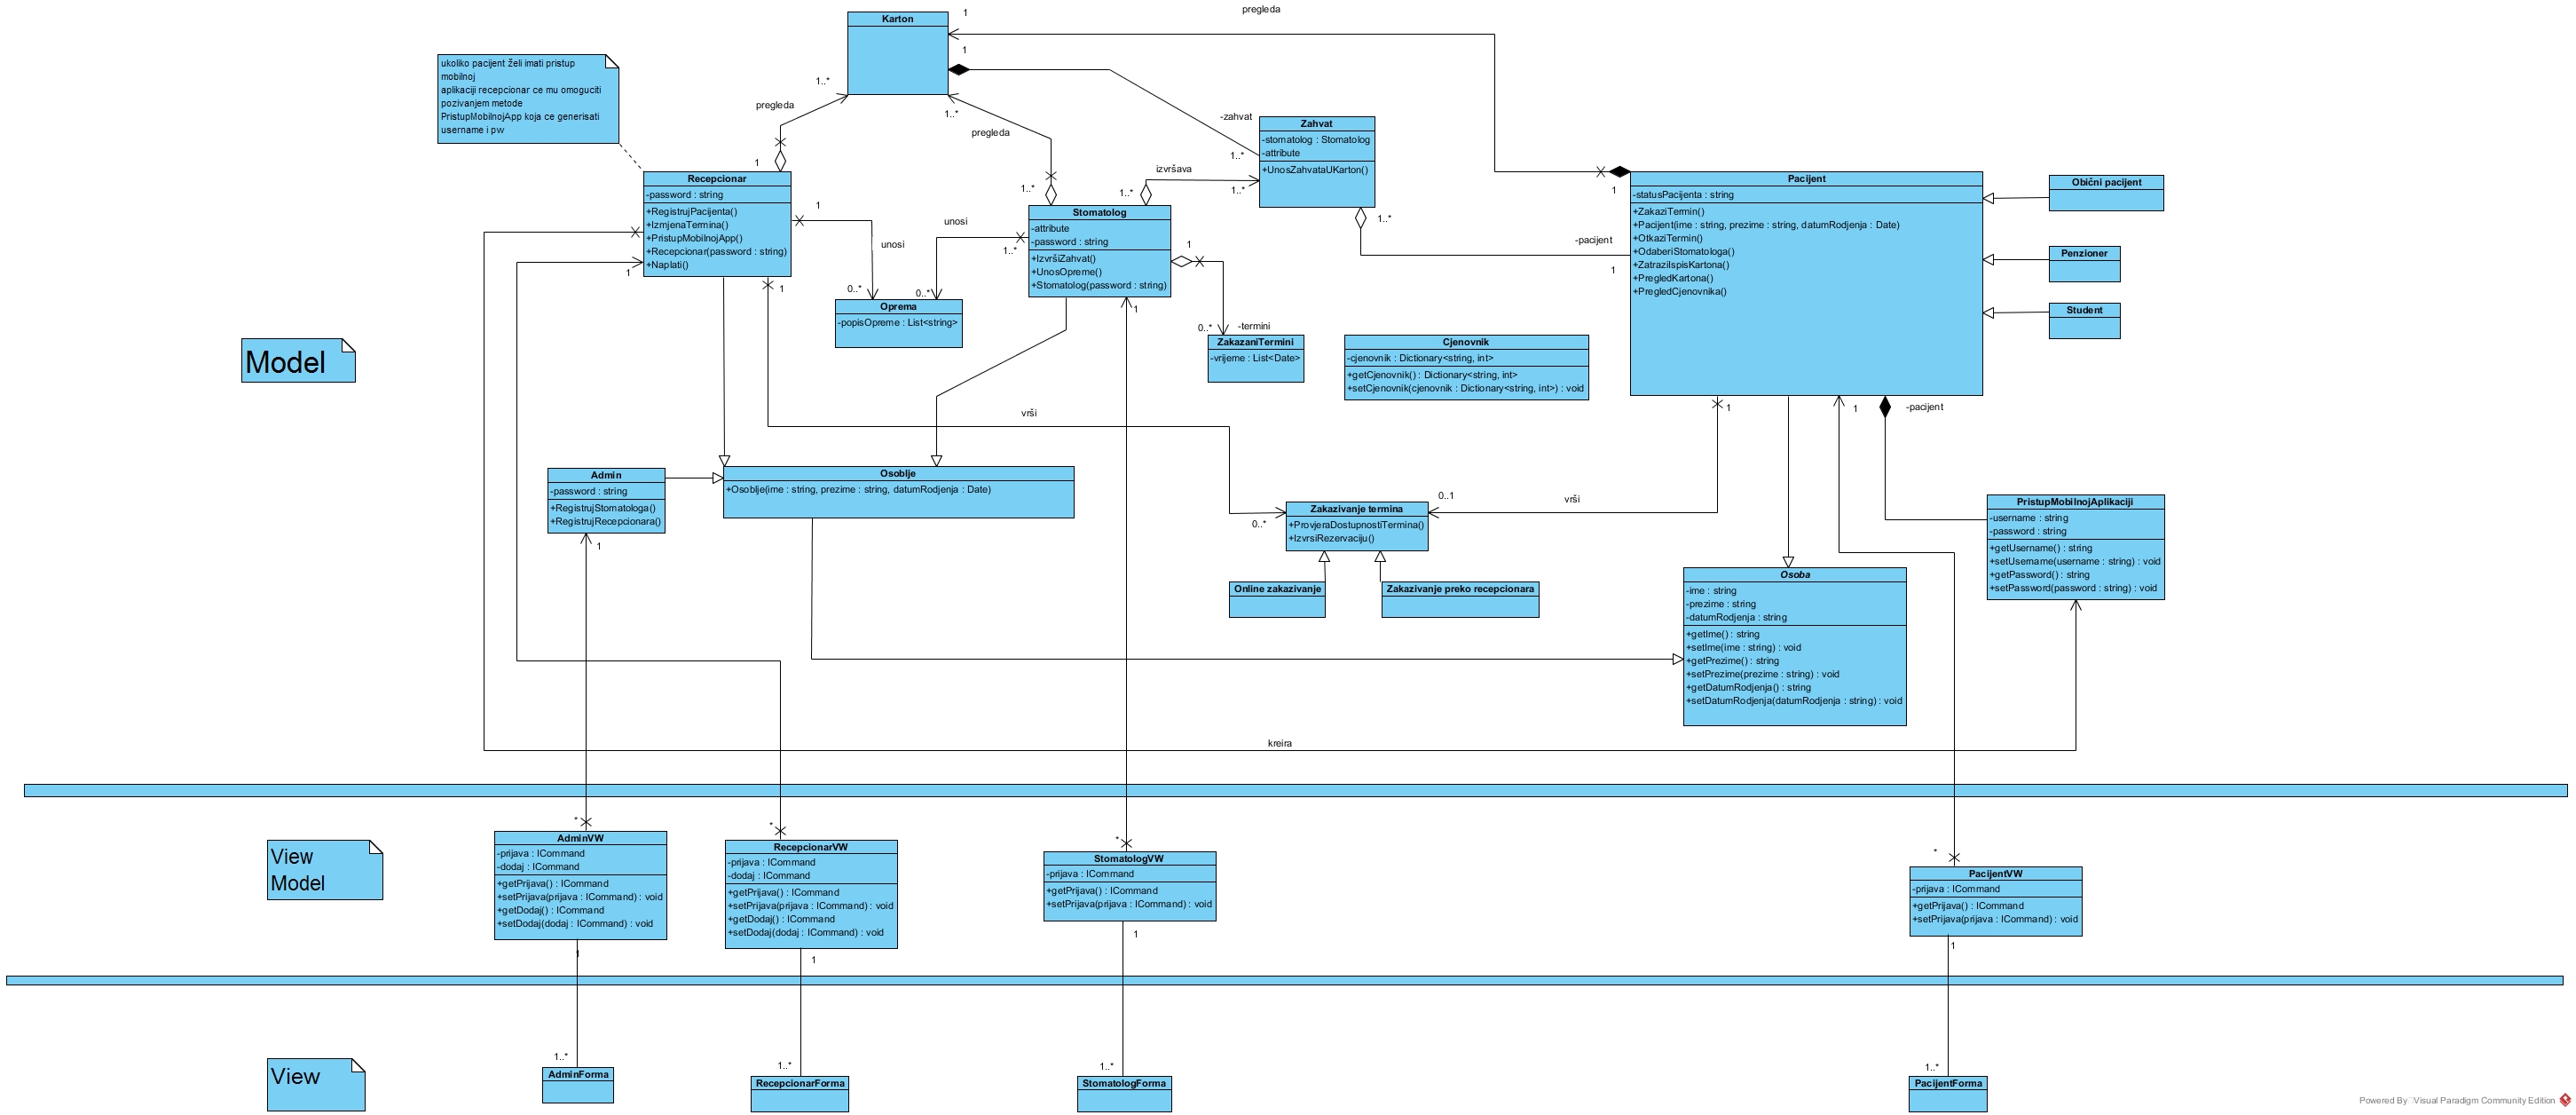 Karton
1
pregleda
1
1..*
pregleda
1..*
pregleda
ukoliko pacijent želi imati pristup
mobilnoj
aplikaciji recepcionar ce mu omoguciti
pozivanjem metode
PristupMobilnojApp koja ce generisati
username i pw
-zahvat
1..*
Zahvat
-stomatolog : Stomatolog
-attribute
+UnosZahvataUKarton()
izvršava
1..*
1..*
1..*
1
Recepcionar
-password : string
+RegistrujPacijenta()
+IzmjenaTermina()
+PristupMobilnojApp()
+Recepcionar(password : string)
+Naplati()
1
unosi
0..*
1
1
Stomatolog
-attribute
-password : string
+IzvršiZahvat()
+UnosOpreme()
+Stomatolog(password : string)
1..*
unosi
1..*
0..*
1
1
1..*
-pacijent
1
Pacijent
-statusPacijenta : string
+ZakaziTermin()
+Pacijent(ime : string, prezime : string, datumRodjenja : Date)
+OtkaziTermin()
+OdaberiStomatologa()
+ZatraziIspisKartona()
+PregledKartona()
+PregledCjenovnika()
1
Obični pacijent
Penzioner
Student
Oprema
-popisOpreme : List<string>
0..*
-termini
ZakazaniTermini
-vrijeme : List<Date>
Cjenovnik
-cjenovnik : Dictionary<string, int>
+getCjenovnik() : Dictionary<string, int>
+setCjenovnik(cjenovnik : Dictionary<string, int>) : void
Model
vrši
1
1
-pacijent
Admin
-password : string
+RegistrujStomatologa()
+RegistrujRecepcionara()
1
Osoblje
+Osoblje(ime : string, prezime : string, datumRodjenja : Date)
0..*
Zakazivanje termina
+ProvjeraDostupnostiTermina()
+IzvrsiRezervaciju()
0..1
vrši
Online zakazivanje
Zakazivanje preko recepcionara
PristupMobilnojAplikaciji
-username : string
-password : string
+getUsername() : string
+setUsername(username : string) : void
+getPassword() : string
+setPassword(password : string) : void
Osoba
-ime : string
-prezime : string
-datumRodjenja : string
+getIme() : string
+setIme(ime : string) : void
+getPrezime() : string
+setPrezime(prezime : string) : void
+getDatumRodjenja() : string
+setDatumRodjenja(datumRodjenja : string) : void
kreira
*
*
*
*
View
Model
AdminVW
-prijava : ICommand
-dodaj : ICommand
+getPrijava() : ICommand
+setPrijava(prijava : ICommand) : void
+getDodaj() : ICommand
+setDodaj(dodaj : ICommand) : void
1
RecepcionarVW
-prijava : ICommand
-dodaj : ICommand
+getPrijava() : ICommand
+setPrijava(prijava : ICommand) : void
+getDodaj() : ICommand
+setDodaj(dodaj : ICommand) : void
1
StomatologVW
-prijava : ICommand
+getPrijava() : ICommand
+setPrijava(prijava : ICommand) : void
1
PacijentVW
-prijava : ICommand
+getPrijava() : ICommand
+setPrijava(prijava : ICommand) : void
1
View
1..*
AdminForma
1..*
RecepcionarForma
1..*
StomatologForma
1..*
PacijentForma
Powered By Visual Paradigm Community Edition